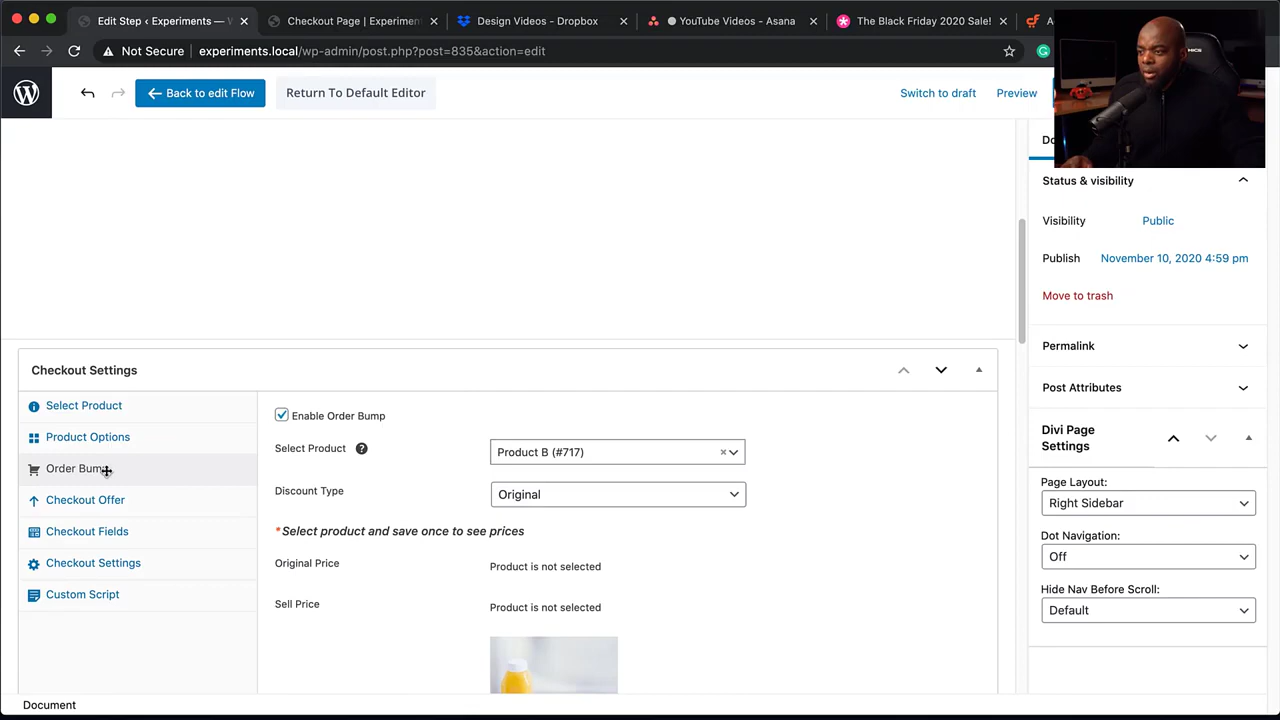 Edit Step ‹ Experiments — W
Checkout Page | Experimen
Design Videos - Dropbox
YouTube Videos - Asana
The Black Friday 2020 Sale!
Not Secure
experiments.local/wp-admin/post.php?post=835&action=edit
Back to edit Flow
Return To Default Editor
Switch to draft
Preview
Do
Status & visibility
Visibility
Public
Publish
November 10, 2020 4:59 pm
Move to trash
Permalink
Post Attributes
Divi Page
Settings
Page Layout:
Right Sidebar
Dot Navigation:
Off
Hide Nav Before Scroll:
Default
Checkout Settings
Select Product
Product Options
Order Bump
Checkout Offer
Checkout Fields
Checkout Settings
Custom Script
Enable Order Bump
Select Product
Product B (#717)
Discount Type
Original
*Select product and save once to see prices
Original Price
Product is not selected
Sell Price
Product is not selected
Document